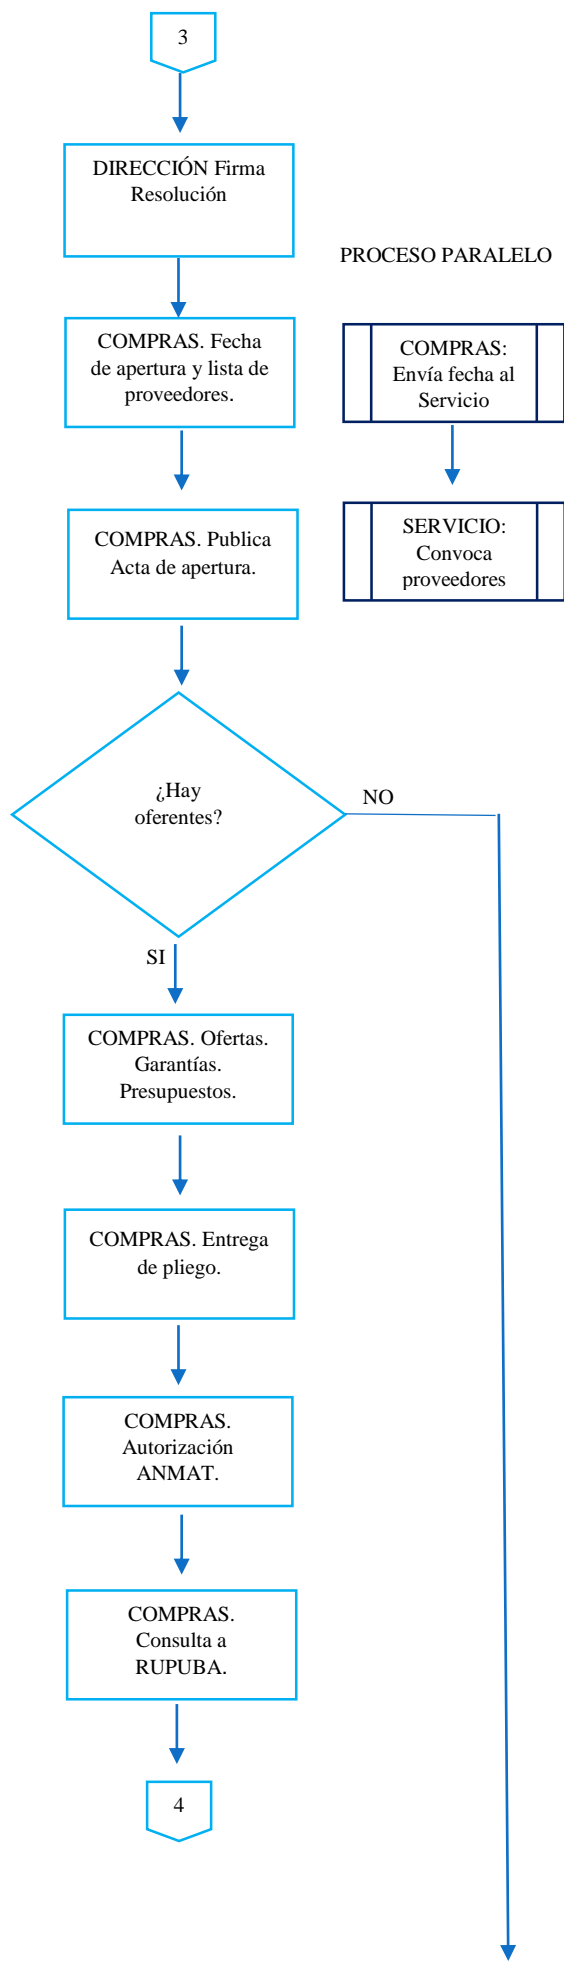 3
DIRECCIÓN Firma
Resolución
PROCESO PARALELO
COMPRAS. Fecha
de apertura y lista de
proveedores.
COMPRAS:
Envía fecha al
Servicio
COMPRAS. Publica
Acta de apertura.
SERVICIO:
Convoca
proveedores
¿Hay
oferentes?
NO
SI
COMPRAS. Ofertas.
Garantías.
Presupuestos.
COMPRAS. Entrega
de pliego.
COMPRAS.
Autorización
ANMAT.
COMPRAS.
Consulta a
RUPUBA.
4